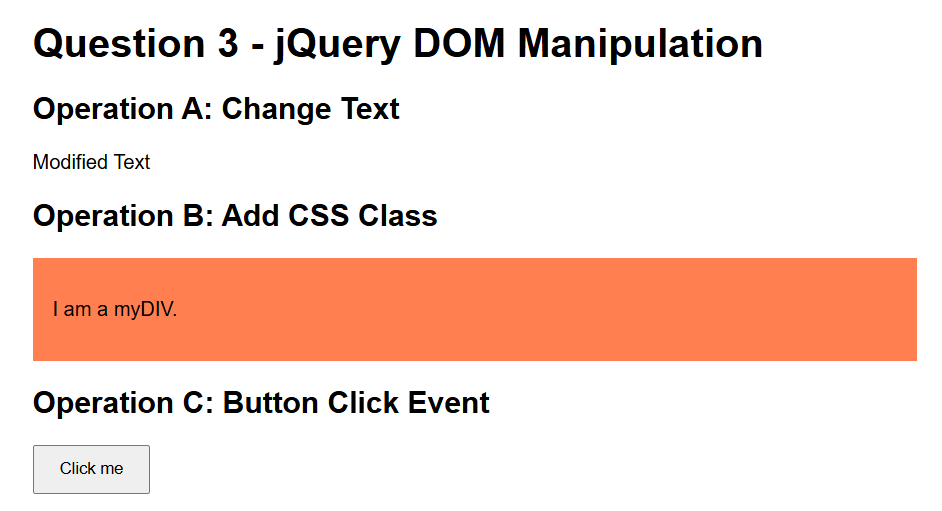 Question 3 - jQuery DOM Manipulation
Operation A: Change Text
Modified Text
Operation B: Add CSS Class
I am a myDIV.
Operation C: Button Click Event
Click me